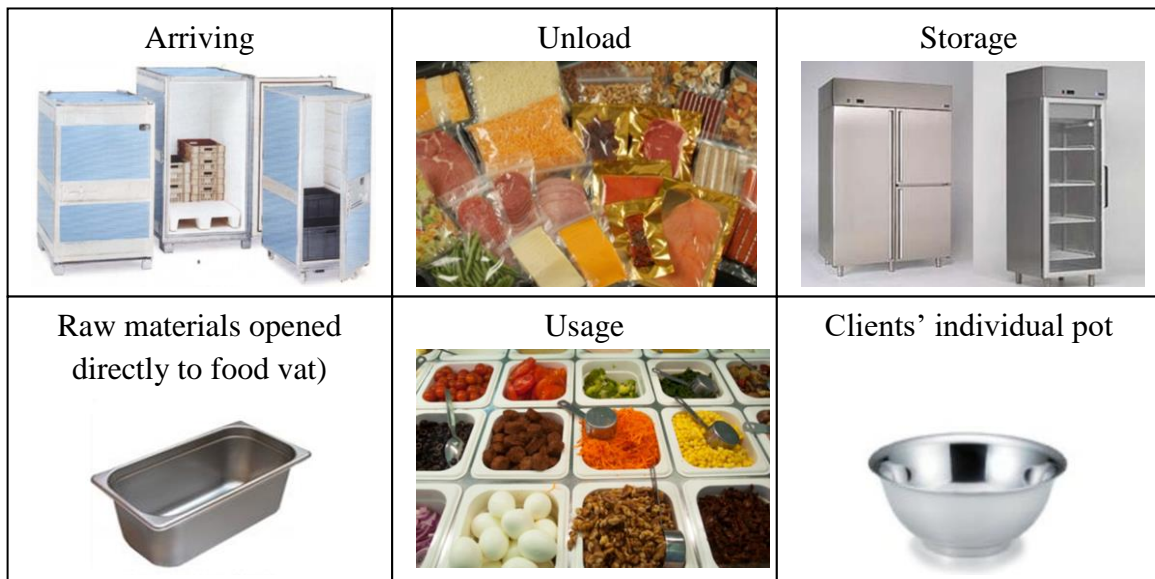 Arriving
Unload
Storage
Raw materials opened
directly to food vat)
Usage
Clients’ individual pot